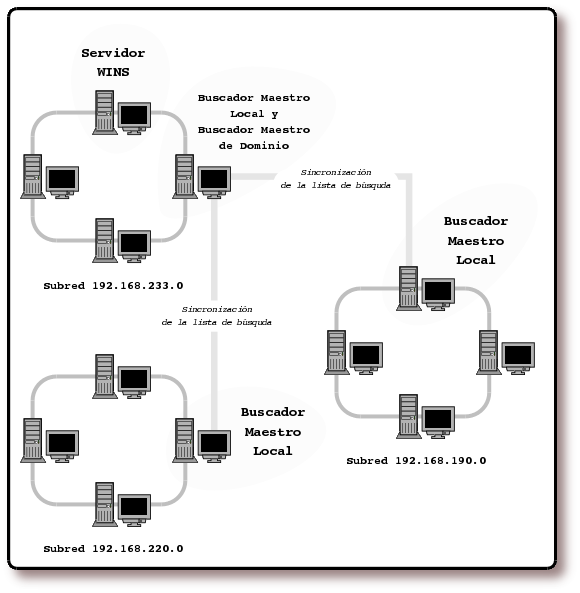 Servidor
WINS
Buscador Maestro
Local y
Buscador Maestro
de Dominio
Sincronización
de la lista de búsquda
Buscador
Maestro
Local
Subred 192.168.233.0
Sincronización
de la lista de búsquda
Buscador
Maestro
Local
Subred 192.168.190.0
Subred 192.168.220.0